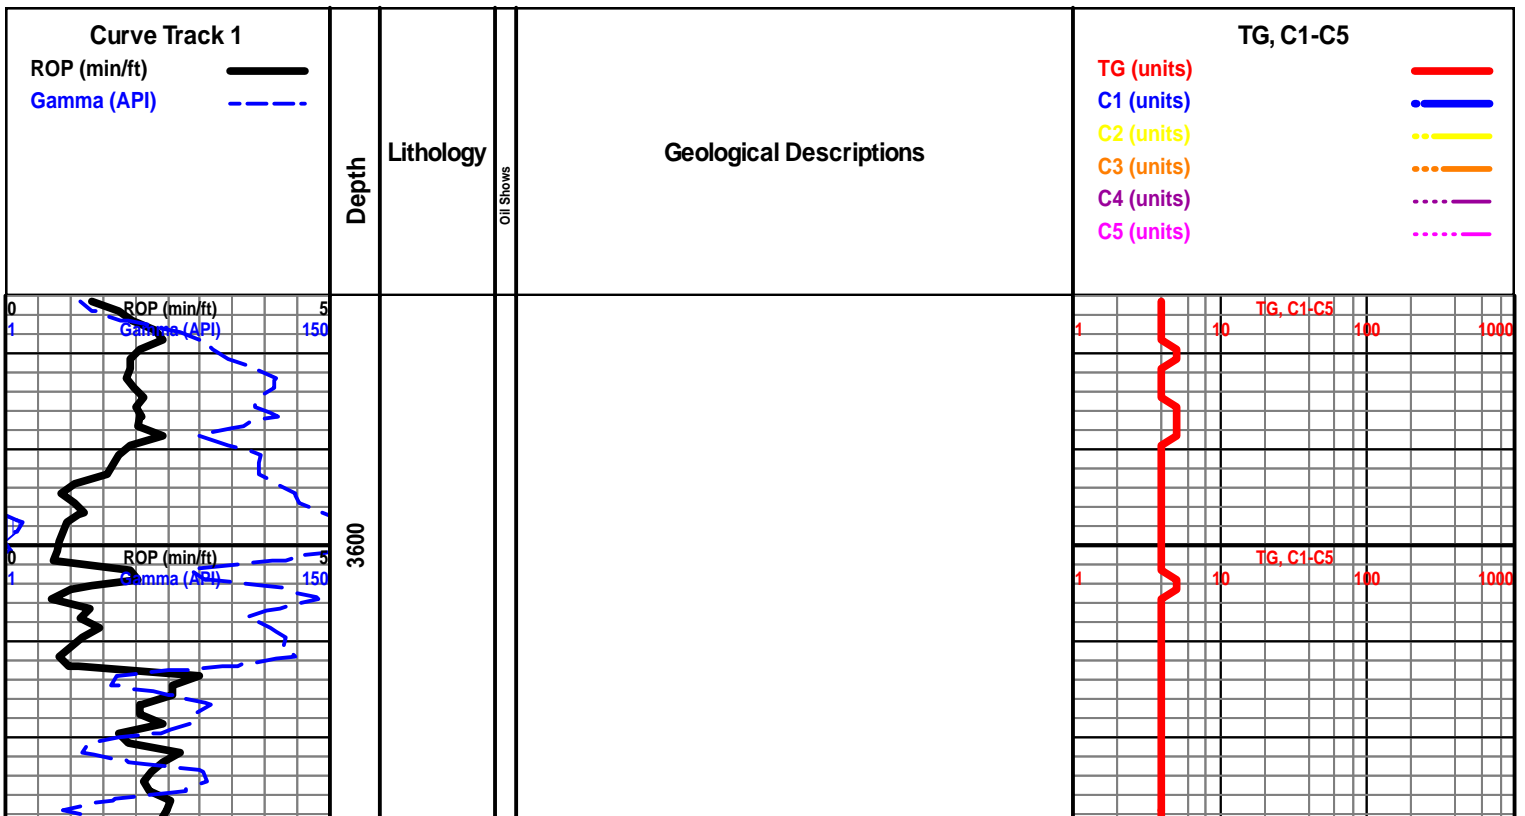 Curve Track 1
ROP (min/ft)
Gamma (API)
Depth
Lithology
Oil Shows
Geological Descriptions
TG, C1-C5
TG (units)
C1 (units)
C2 (units)
C3 (units)
C4 (units)
C5 (units)
0 ROP (min/ft) 5
1 Gamma (API) 150
TG, C1-C5
1 10 100 1000
3600
0 ROP (min/ft) 5
1 Gamma (API) 150
TG, C1-C5
1 10 100 1000